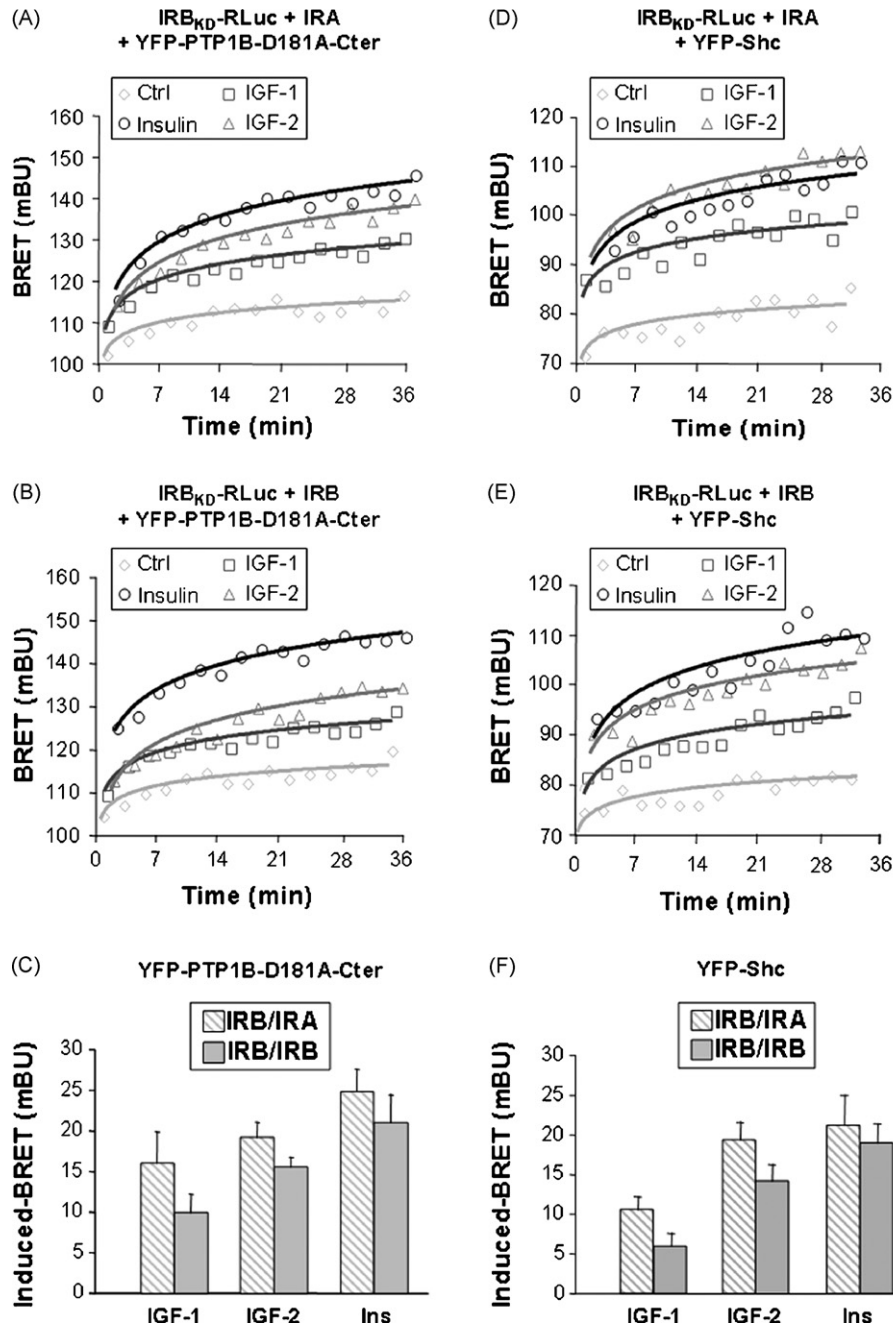 (A)
IRB_KD-RLuc + IRA
+ YFP-PTP1B-D181A-Cter
Ctrl IGF-1
Insulin IGF-2
160
150
140
130
120
110
100
BRET (mBU)
0 7 14 21 28 36
Time (min)
(D)
IRB_KD-RLuc + IRA
+ YFP-Shc
Ctrl IGF-1
Insulin IGF-2
120
110
100
90
80
70
BRET (mBU)
0 7 14 21 28 36
Time (min)
(B)
IRB_KD-RLuc + IRB
+ YFP-PTP1B-D181A-Cter
Ctrl IGF-1
Insulin IGF-2
160
150
140
130
120
110
100
BRET (mBU)
0 7 14 21 28 36
Time (min)
(E)
IRB_KD-RLuc + IRB
+ YFP-Shc
Ctrl IGF-1
Insulin IGF-2
120
110
100
90
80
70
BRET (mBU)
0 7 14 21 28 36
Time (min)
(C)
YFP-PTP1B-D181A-Cter
IRB/IRA
IRB/IRB
30
25
20
15
10
5
0
Induced-BRET (mBU)
IGF-1 IGF-2 Ins
(F)
YFP-Shc
IRB/IRA
IRB/IRB
30
25
20
15
10
5
0
Induced-BRET (mBU)
IGF-1 IGF-2 Ins